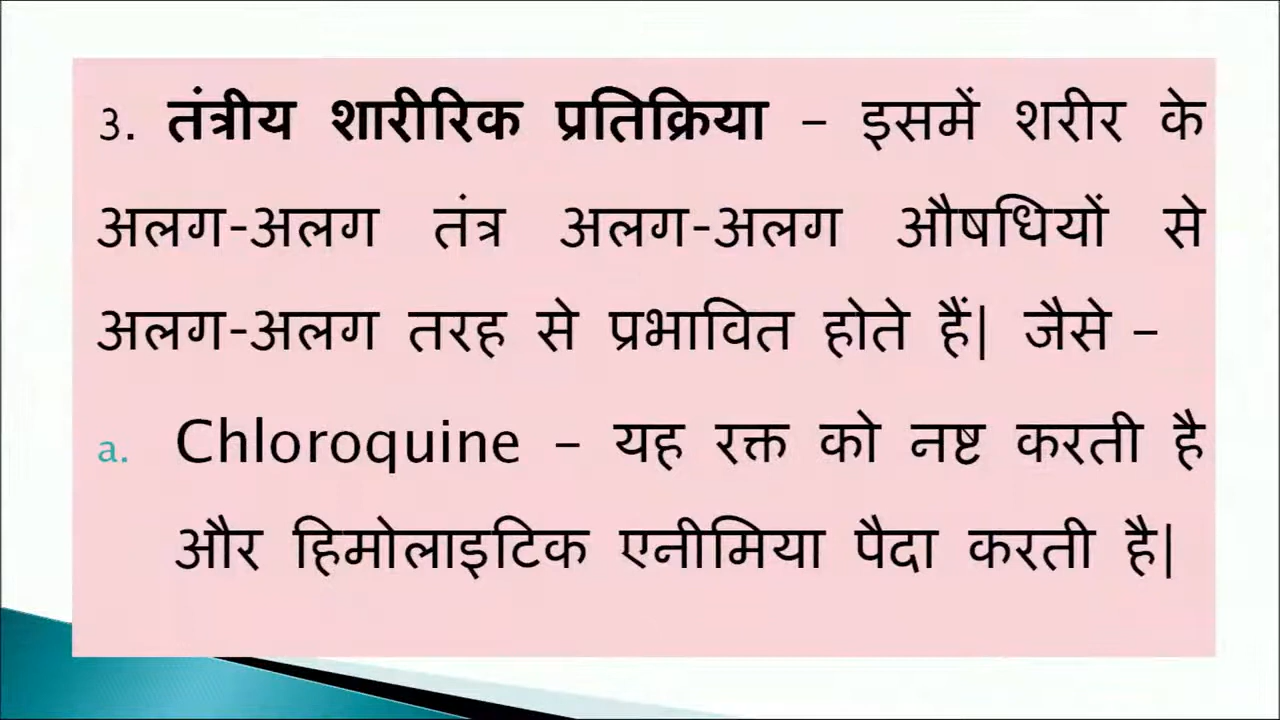 3. तंत्रीय शारीरिक प्रतिक्रिया – इसमें शरीर के
अलग-अलग तंत्र अलग-अलग औषधियों से
अलग-अलग तरह से प्रभावित होते हैं| जैसे –
a. Chloroquine – यह रक्त को नष्ट करती है
और हिमोलाइटिक एनीमिया पैदा करती है|